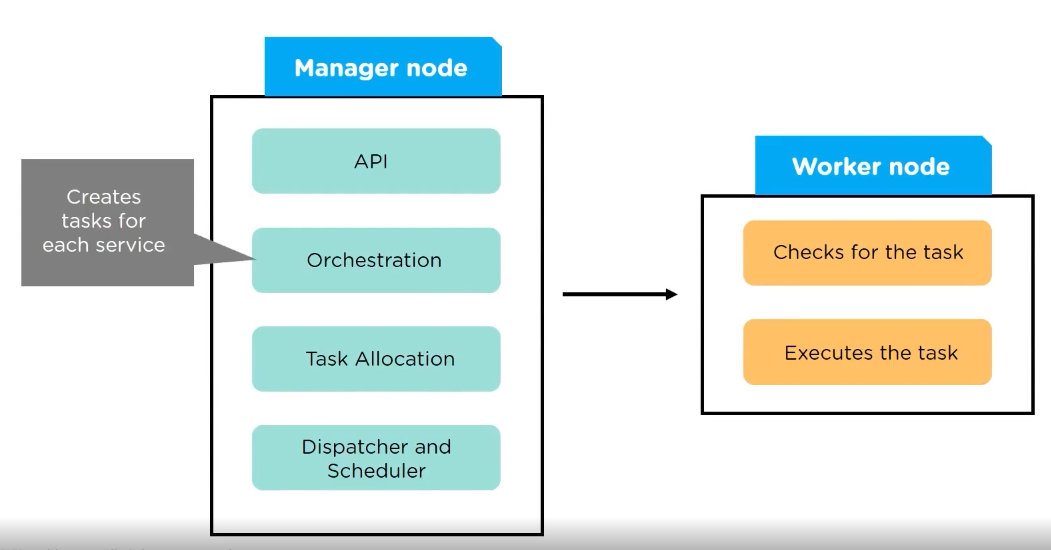 Manager node
API
Creates
tasks for
each service
Orchestration
Task Allocation
Dispatcher and
Scheduler
Worker node
Checks for the task
Executes the task